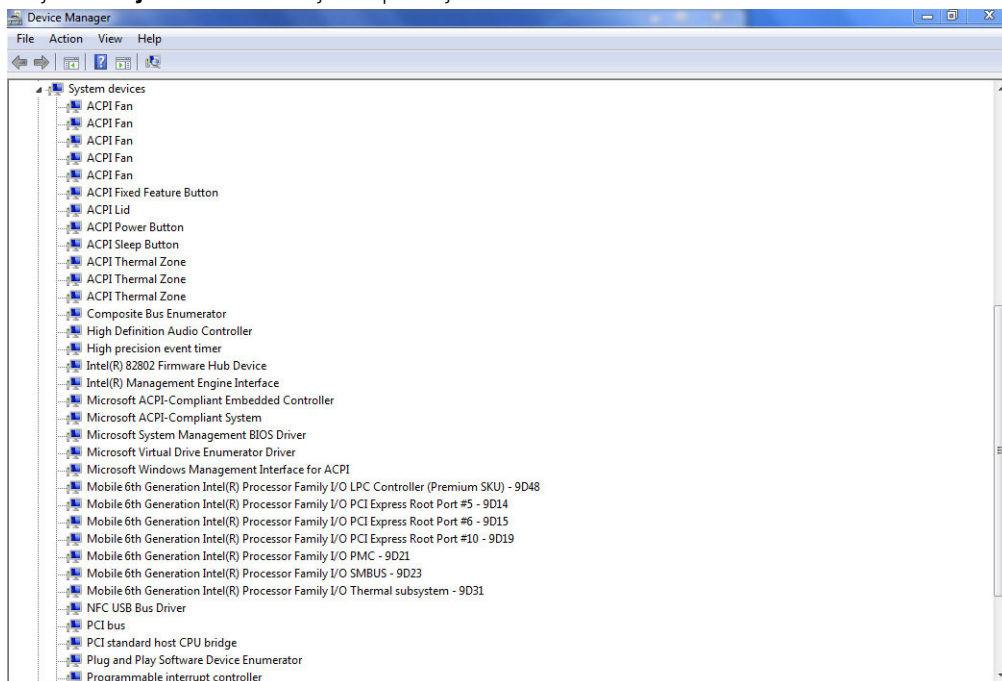 Device Manager
File Action View Help
System devices
ACPI Fan
ACPI Fan
ACPI Fan
ACPI Fan
ACPI Fan
ACPI Fixed Feature Button
ACPI Lid
ACPI Power Button
ACPI Sleep Button
ACPI Thermal Zone
ACPI Thermal Zone
ACPI Thermal Zone
Composite Bus Enumerator
High Definition Audio Controller
High precision event timer
Intel(R) 82802 Firmware Hub Device
Intel(R) Management Engine Interface
Microsoft ACPI-Compliant Embedded Controller
Microsoft ACPI-Compliant System
Microsoft System Management BIOS Driver
Microsoft Virtual Drive Enumerator Driver
Microsoft Windows Management Interface for ACPI
Mobile 6th Generation Intel(R) Processor Family I/O LPC Controller (Premium SKU) - 9D48
Mobile 6th Generation Intel(R) Processor Family I/O PCI Express Root Port #5 - 9D14
Mobile 6th Generation Intel(R) Processor Family I/O PCI Express Root Port #6 - 9D15
Mobile 6th Generation Intel(R) Processor Family I/O PCI Express Root Port #10 - 9D19
Mobile 6th Generation Intel(R) Processor Family I/O PMC - 9D21
Mobile 6th Generation Intel(R) Processor Family I/O SMBUS - 9D23
Mobile 6th Generation Intel(R) Processor Family I/O Thermal subsystem - 9D31
NFC USB Bus Driver
PCI bus
PCI standard host CPU bridge
Plug and Play Software Device Enumerator
Programmable interrupt controller